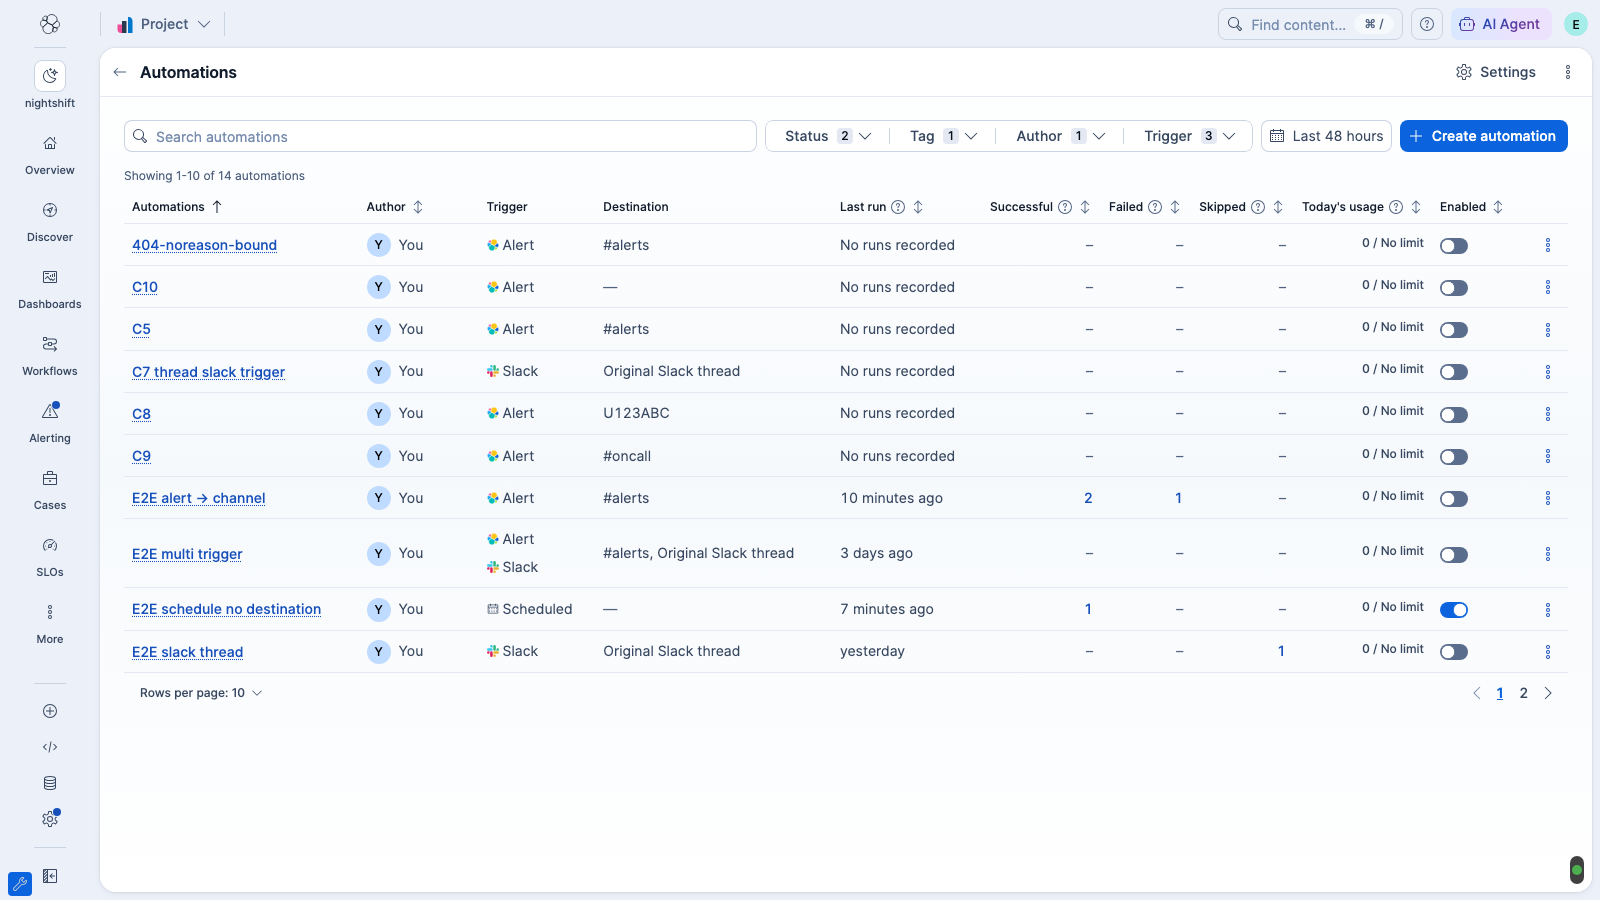 Project
Find content... ⌘ /
AI Agent
E
nightshift
Overview
Discover
Dashboards
Workflows
Alerting
Cases
SLOs
More
Automations
Settings
Search automations
Status 2
Tag 1
Author 1
Trigger 3
Last 48 hours
Create automation
Showing 1-10 of 14 automations
Automations Author Trigger Destination Last run Successful Failed Skipped Today's usage Enabled
404-noreason-bound Y You Alert #alerts No runs recorded – – – 0 / No limit
C10 Y You Alert — No runs recorded – – – 0 / No limit
C5 Y You Alert #alerts No runs recorded – – – 0 / No limit
C7 thread slack trigger Y You Slack Original Slack thread No runs recorded – – – 0 / No limit
C8 Y You Alert U123ABC No runs recorded – – – 0 / No limit
C9 Y You Alert #oncall No runs recorded – – – 0 / No limit
E2E alert → channel Y You Alert #alerts 10 minutes ago 2 1 – 0 / No limit
E2E multi trigger Y You Alert #alerts, Original Slack thread 3 days ago – – – 0 / No limit
Slack
E2E schedule no destination Y You Scheduled — 7 minutes ago 1 – – 0 / No limit
E2E slack thread Y You Slack Original Slack thread yesterday – – 1 0 / No limit
Rows per page: 10
1 2